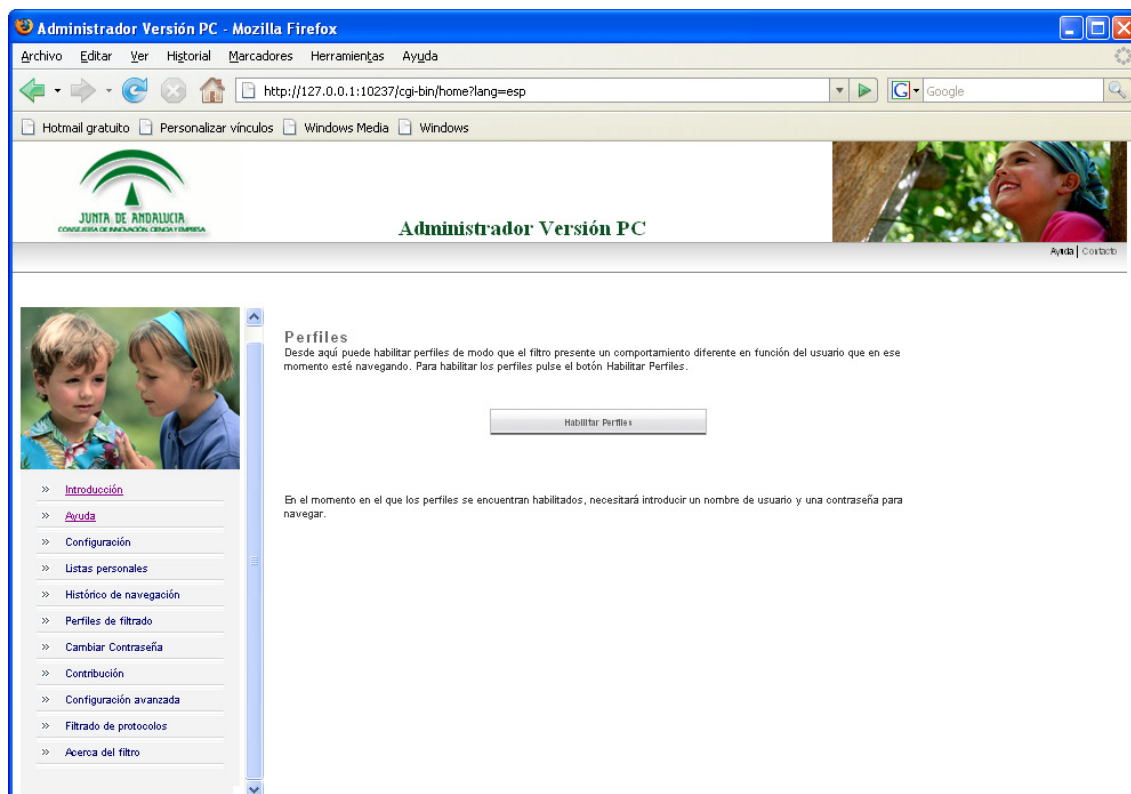 Administrador Versión PC - Mozilla Firefox
Archivo Editar Ver Historial Marcadores Herramientas Ayuda
http://127.0.0.1:10237/cgi-bin/home?lang=esp
G Google
Hotmail gratuito Personalizar vínculos Windows Media Windows
JUNTA DE ANDALUCIA
CONSEJERIA DE INNOVACIÓN, CIENCIA Y EMPRESA
Administrador Versión PC
Ayuda | Contacto
Perfiles
Desde aquí puede habilitar perfiles de modo que el filtro presente un comportamiento diferente en función del usuario que en ese
momento esté navegando. Para habilitar los perfiles pulse el botón Habilitar Perfiles.
Habilitar Perfiles
En el momento en el que los perfiles se encuentran habilitados, necesitará introducir un nombre de usuario y una contraseña para
navegar.
» Introducción
» Ayuda
» Configuración
» Listas personales
» Histórico de navegación
» Perfiles de filtrado
» Cambiar Contraseña
» Contribución
» Configuración avanzada
» Filtrado de protocolos
» Acerca del filtro